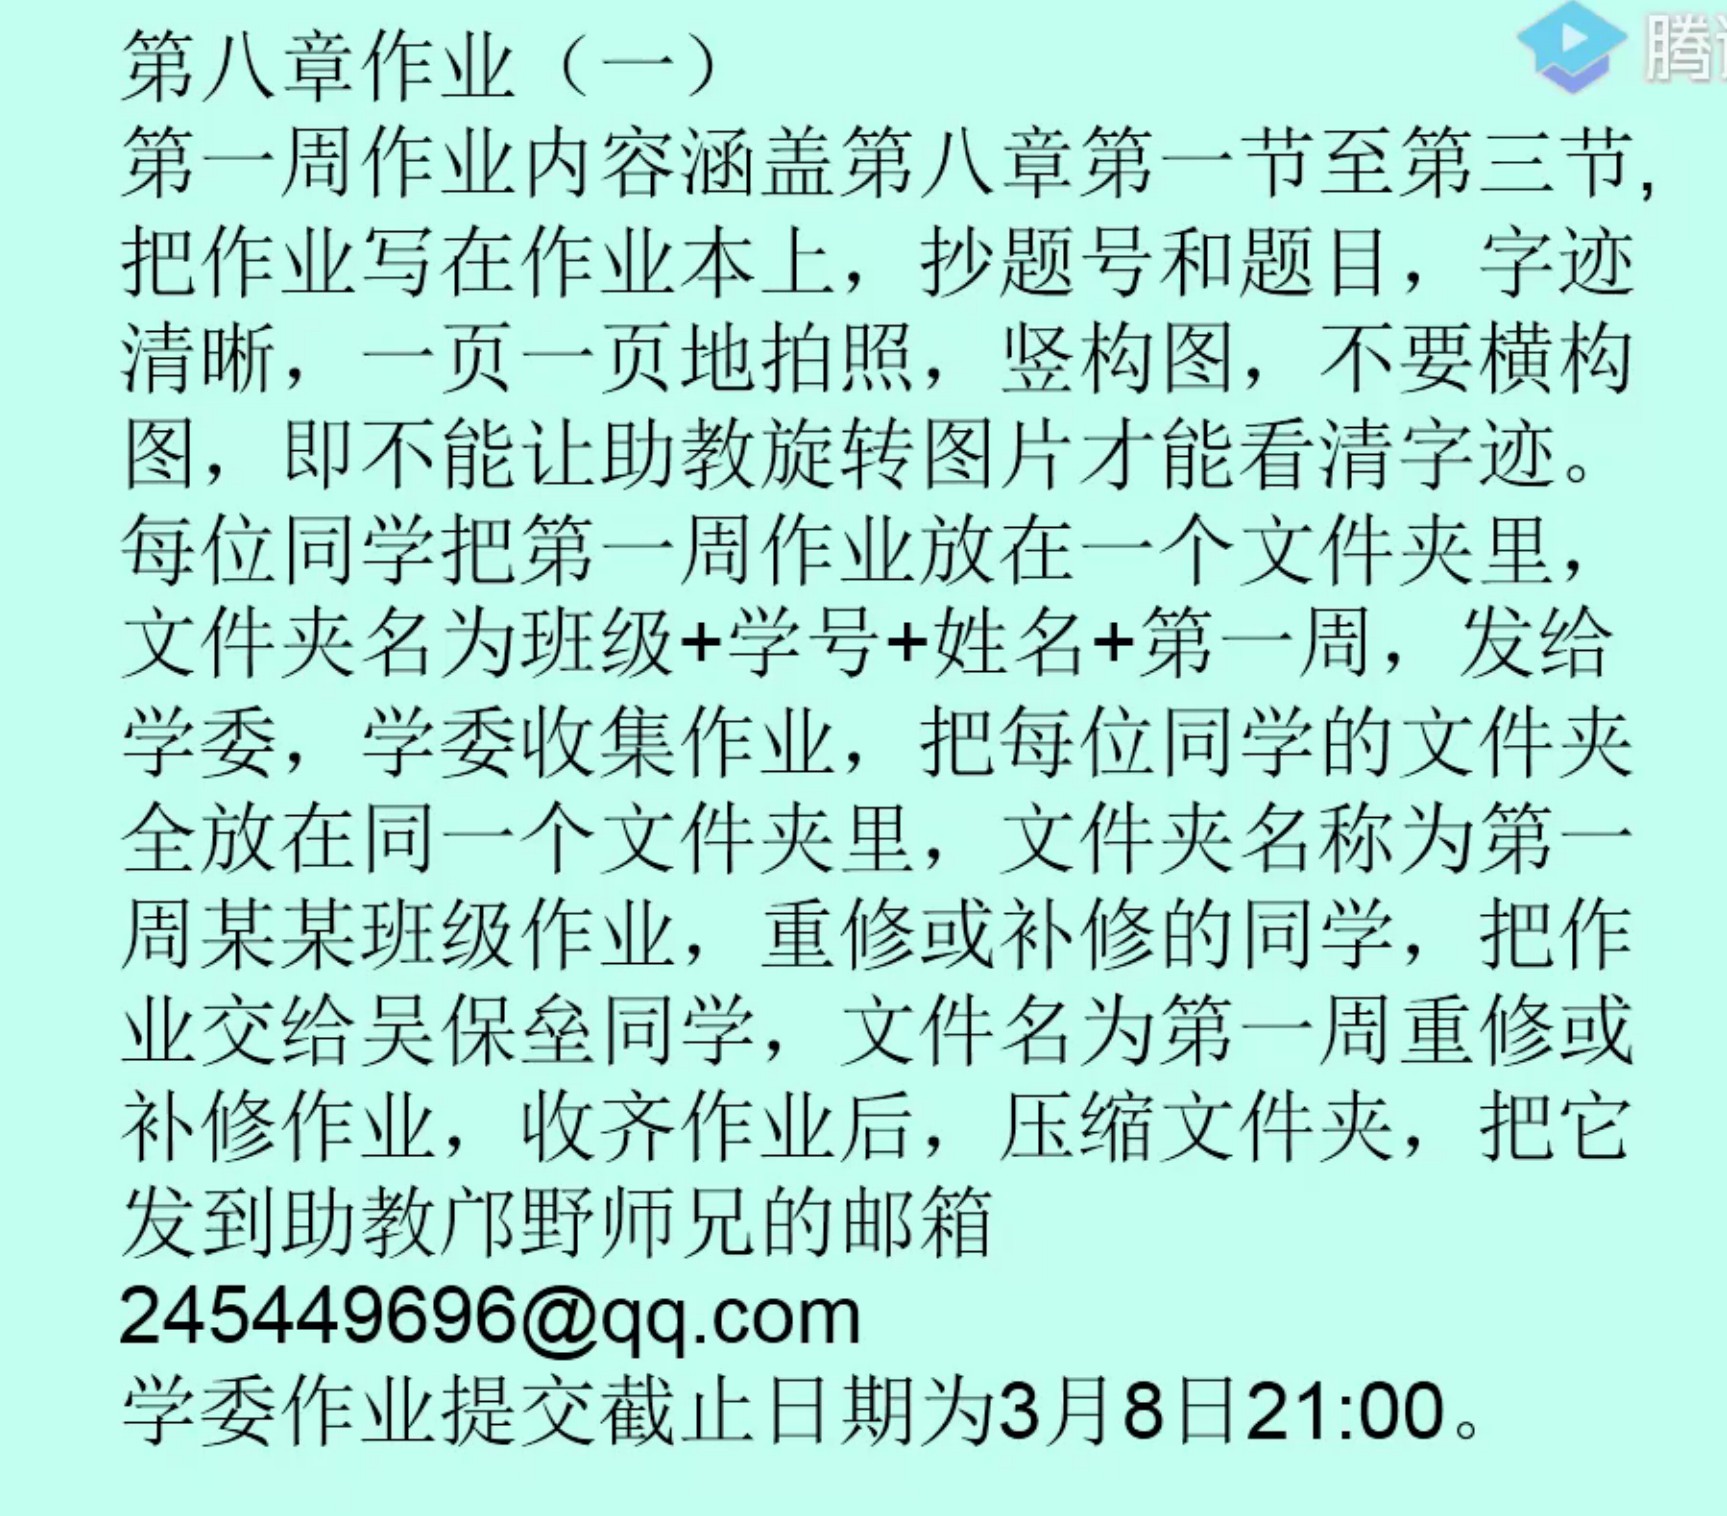 腾
第八章作业（一）
第一周作业内容涵盖第八章第一节至第三节,
把作业写在作业本上，抄题号和题目，字迹
清晰，一页一页地拍照，竖构图，不要横构
图，即不能让助教旋转图片才能看清字迹。
每位同学把第一周作业放在一个文件夹里，
文件夹名为班级+学号+姓名+第一周，发给
学委，学委收集作业，把每位同学的文件夹
全放在同一个文件夹里，文件夹名称为第一
周某某班级作业，重修或补修的同学，把作
业交给吴保垒同学，文件名为第一周重修或
补修作业，收齐作业后，压缩文件夹，把它
发到助教邝野师兄的邮箱
245449696@qq.com
学委作业提交截止日期为3月8日21:00。